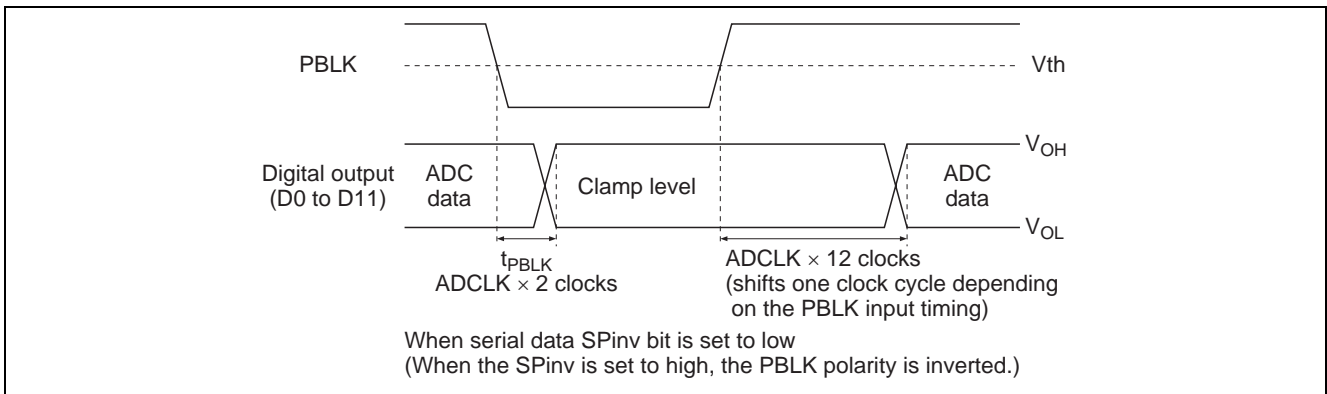 PBLK
Vth
Digital output
(D0 to D11)
ADC
data
Clamp level
ADC
data
VOH
VOL
tPBLK
ADCLK × 2 clocks
ADCLK × 12 clocks
(shifts one clock cycle depending
on the PBLK input timing)
When serial data SPinv bit is set to low
(When the SPinv is set to high, the PBLK polarity is inverted.)